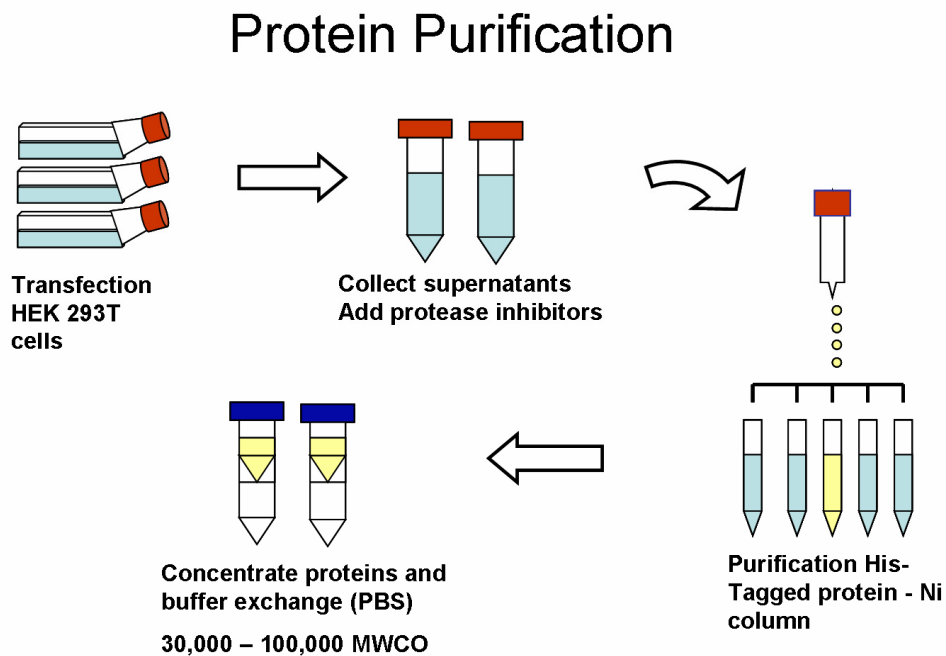 Protein Purification
Transfection
HEK 293T
cells
Collect supernatants
Add protease inhibitors
Purification His-
Tagged protein - Ni
column
Concentrate proteins and
buffer exchange (PBS)
30,000 – 100,000 MWCO